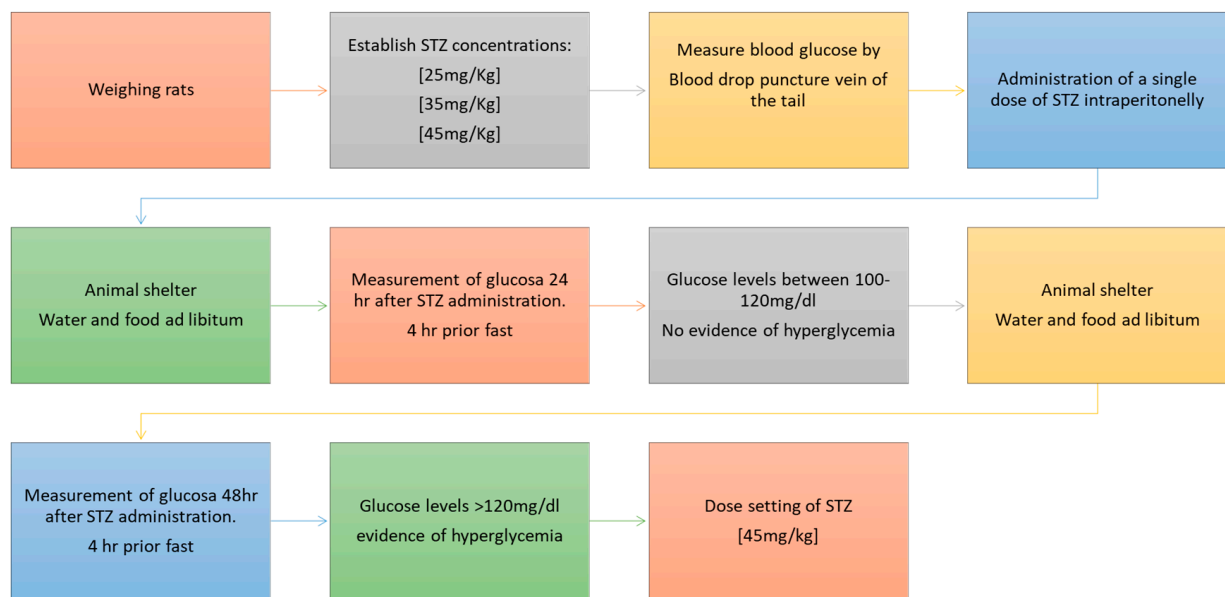 Weighing rats
Establish STZ concentrations:
[25mg/Kg]
[35mg/Kg]
[45mg/Kg]
Measure blood glucose by
Blood drop puncture vein of
the tail
Administration of a single
dose of STZ intraperitonelly
Animal shelter
Water and food ad libitum
Measurement of glucosa 24
hr after STZ administration.
4 hr prior fast
Glucose levels between 100-
120mg/dl
No evidence of hyperglycemia
Animal shelter
Water and food ad libitum
Measurement of glucosa 48hr
after STZ administration.
4 hr prior fast
Glucose levels >120mg/dl
evidence of hyperglycemia
Dose setting of STZ
[45mg/kg]